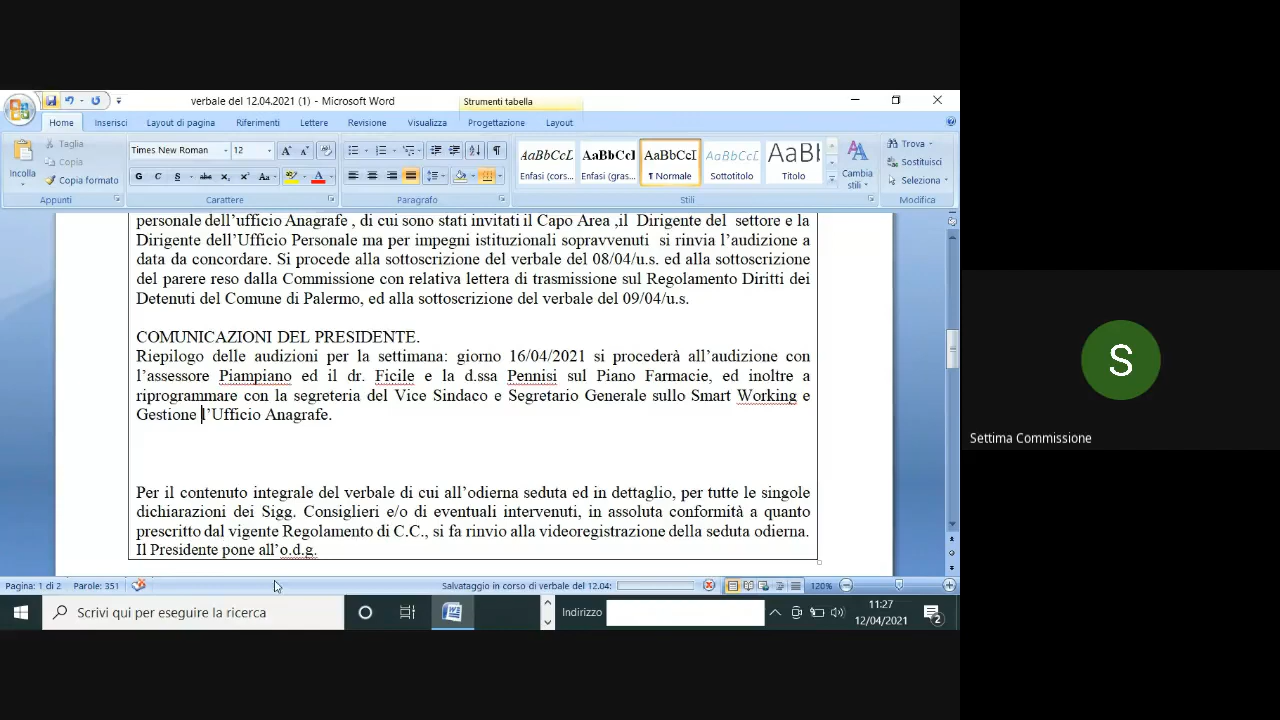 verbale del 12.04.2021 (1) - Microsoft Word
Strumenti tabella
Home Inserisci Layout di pagina Riferimenti Lettere Revisione Visualizza Progettazione Layout
Incolla
Taglia
Copia
Copia formato
Appunti
Times New Roman 12
G C S abc x₂ x² Aa
Carattere
Paragrafo
AaBbCcL AaBbCcI AaBbCcI AaBbCcL AaBl
Enfasi (cors... Enfasi (gras... ¶ Normale Sottotitolo Titolo
Cambia stili
Stili
Trova
Sostituisci
Seleziona
Modifica
personale dell'ufficio Anagrafe , di cui sono stati invitati il Capo Area ,il Dirigente del settore e la
Dirigente dell'Ufficio Personale ma per impegni istituzionali sopravvenuti si rinvia l'audizione a
data da concordare. Si procede alla sottoscrizione del verbale del 08/04/u.s. ed alla sottoscrizione
del parere reso dalla Commissione con relativa lettera di trasmissione sul Regolamento Diritti dei
Detenuti del Comune di Palermo, ed alla sottoscrizione del verbale del 09/04/u.s.
COMUNICAZIONI DEL PRESIDENTE.
Riepilogo delle audizioni per la settimana: giorno 16/04/2021 si procederà all'audizione con
l'assessore Piampiano ed il dr. Ficile e la d.ssa Pennisi sul Piano Farmacie, ed inoltre a
riprogrammare con la segreteria del Vice Sindaco e Segretario Generale sullo Smart Working e
Gestione l'Ufficio Anagrafe.
Per il contenuto integrale del verbale di cui all'odierna seduta ed in dettaglio, per tutte le singole
dichiarazioni dei Sigg. Consiglieri e/o di eventuali intervenuti, in assoluta conformità a quanto
prescritto dal vigente Regolamento di C.C., si fa rinvio alla videoregistrazione della seduta odierna.
Il Presidente pone all'o.d.g.
Pagina: 1 di 2 Parole: 351 Salvataggio in corso di verbale del 12.04: 120%
Scrivi qui per eseguire la ricerca
Indirizzo
11:27
12/04/2021
2
S
Settima Commissione